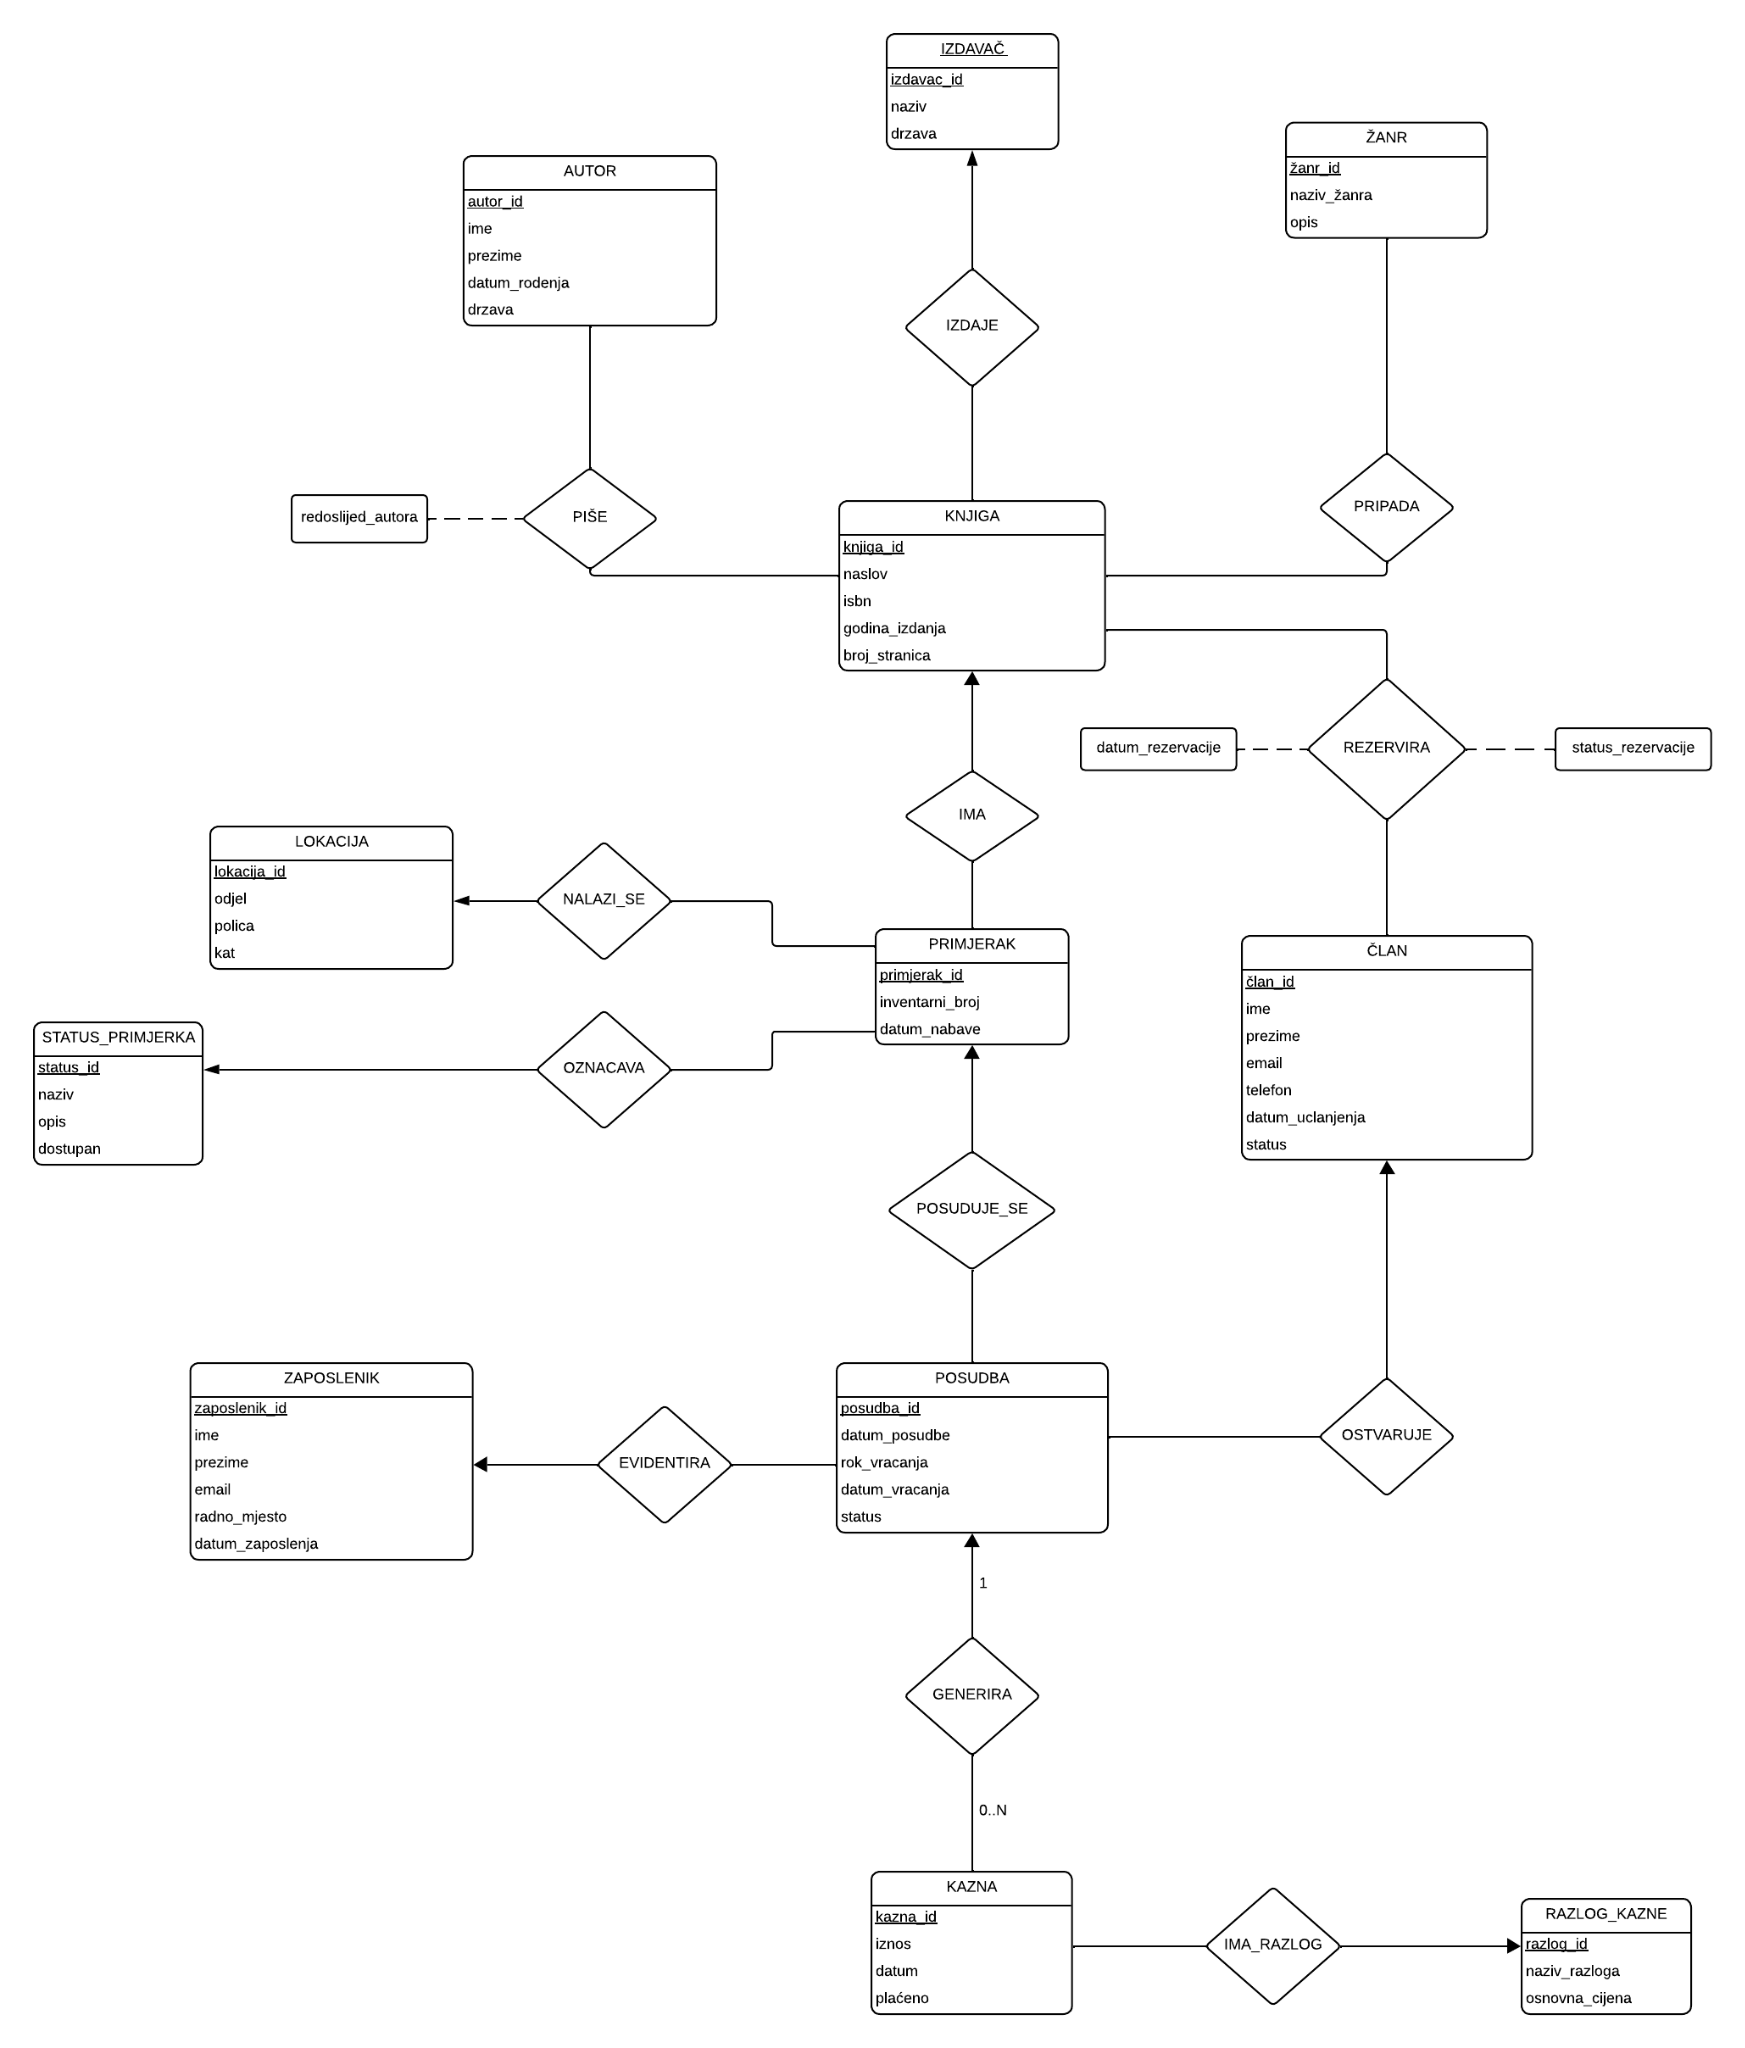 IZDAVAČ
izdavac_id
naziv
drzava
ŽANR
žanr_id
naziv_žanra
opis
AUTOR
autor_id
ime
prezime
datum_rodenja
drzava
IZDAJE
redoslijed_autora
PIŠE
KNJIGA
knjiga_id
naslov
isbn
godina_izdanja
broj_stranica
PRIPADA
datum_rezervacije
REZERVIRA
status_rezervacije
IMA
LOKACIJA
lokacija_id
odjel
polica
kat
NALAZI_SE
PRIMJERAK
primjerak_id
inventarni_broj
datum_nabave
ČLAN
član_id
ime
prezime
email
telefon
datum_uclanjenja
status
STATUS_PRIMJERKA
status_id
naziv
opis
dostupan
OZNACAVA
POSUDUJE_SE
ZAPOSLENIK
zaposlenik_id
ime
prezime
email
radno_mjesto
datum_zaposlenja
EVIDENTIRA
POSUDBA
posudba_id
datum_posudbe
rok_vracanja
datum_vracanja
status
OSTVARUJE
1
GENERIRA
0..N
KAZNA
kazna_id
iznos
datum
plaćeno
IMA_RAZLOG
RAZLOG_KAZNE
razlog_id
naziv_razloga
osnovna_cijena